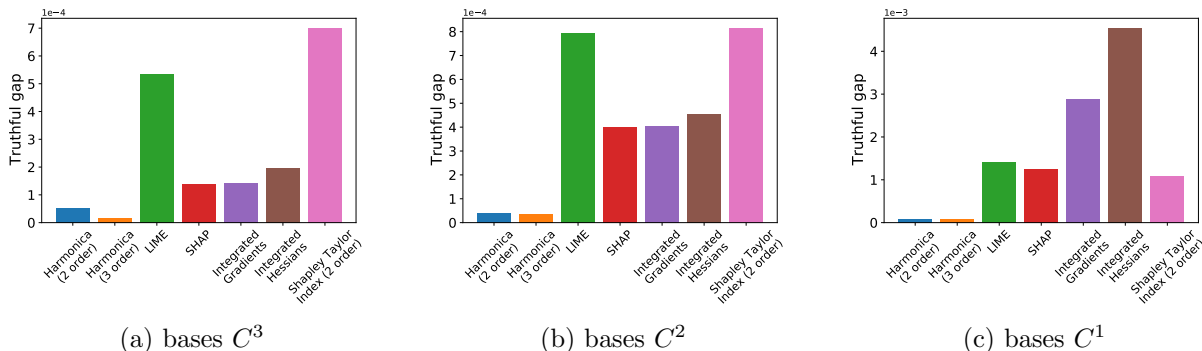 1e−4
Truthful gap
7
6
5
4
3
2
1
0
Harmonica
(2 order)
Harmonica
(3 order)
LIME
SHAP
Integrated
Gradients
Integrated
Hessians
Shapley Taylor
Index (2 order)
(a) bases C³
1e−4
Truthful gap
8
7
6
5
4
3
2
1
0
Harmonica
(2 order)
Harmonica
(3 order)
LIME
SHAP
Integrated
Gradients
Integrated
Hessians
Shapley Taylor
Index (2 order)
(b) bases C²
1e−3
Truthful gap
4
3
2
1
0
Harmonica
(2 order)
Harmonica
(3 order)
LIME
SHAP
Integrated
Gradients
Integrated
Hessians
Shapley Taylor
Index (2 order)
(c) bases C¹